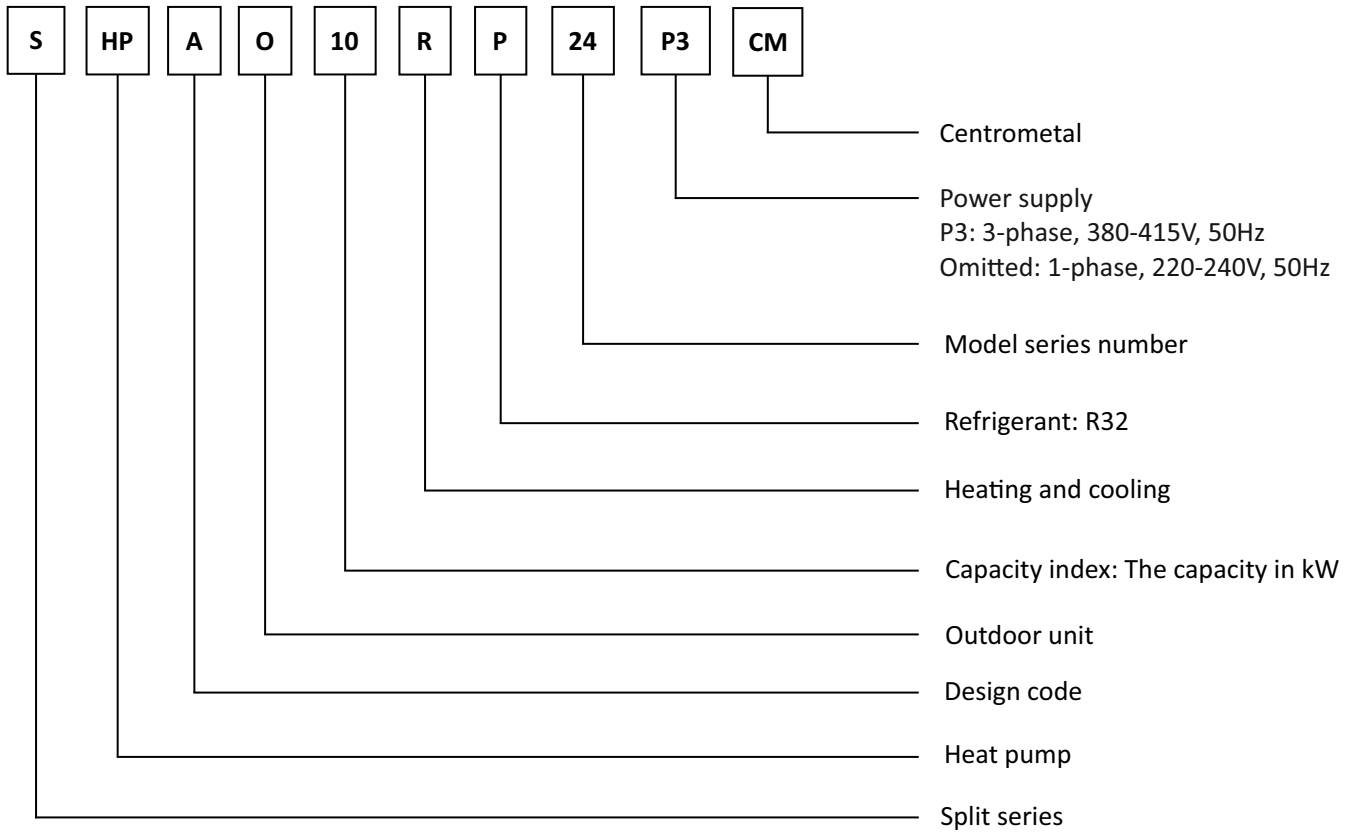 S HP A O 10 R P 24 P3 CM
Centrometal
Power supply
P3: 3-phase, 380-415V, 50Hz
Omitted: 1-phase, 220-240V, 50Hz
Model series number
Refrigerant: R32
Heating and cooling
Capacity index: The capacity in kW
Outdoor unit
Design code
Heat pump
Split series